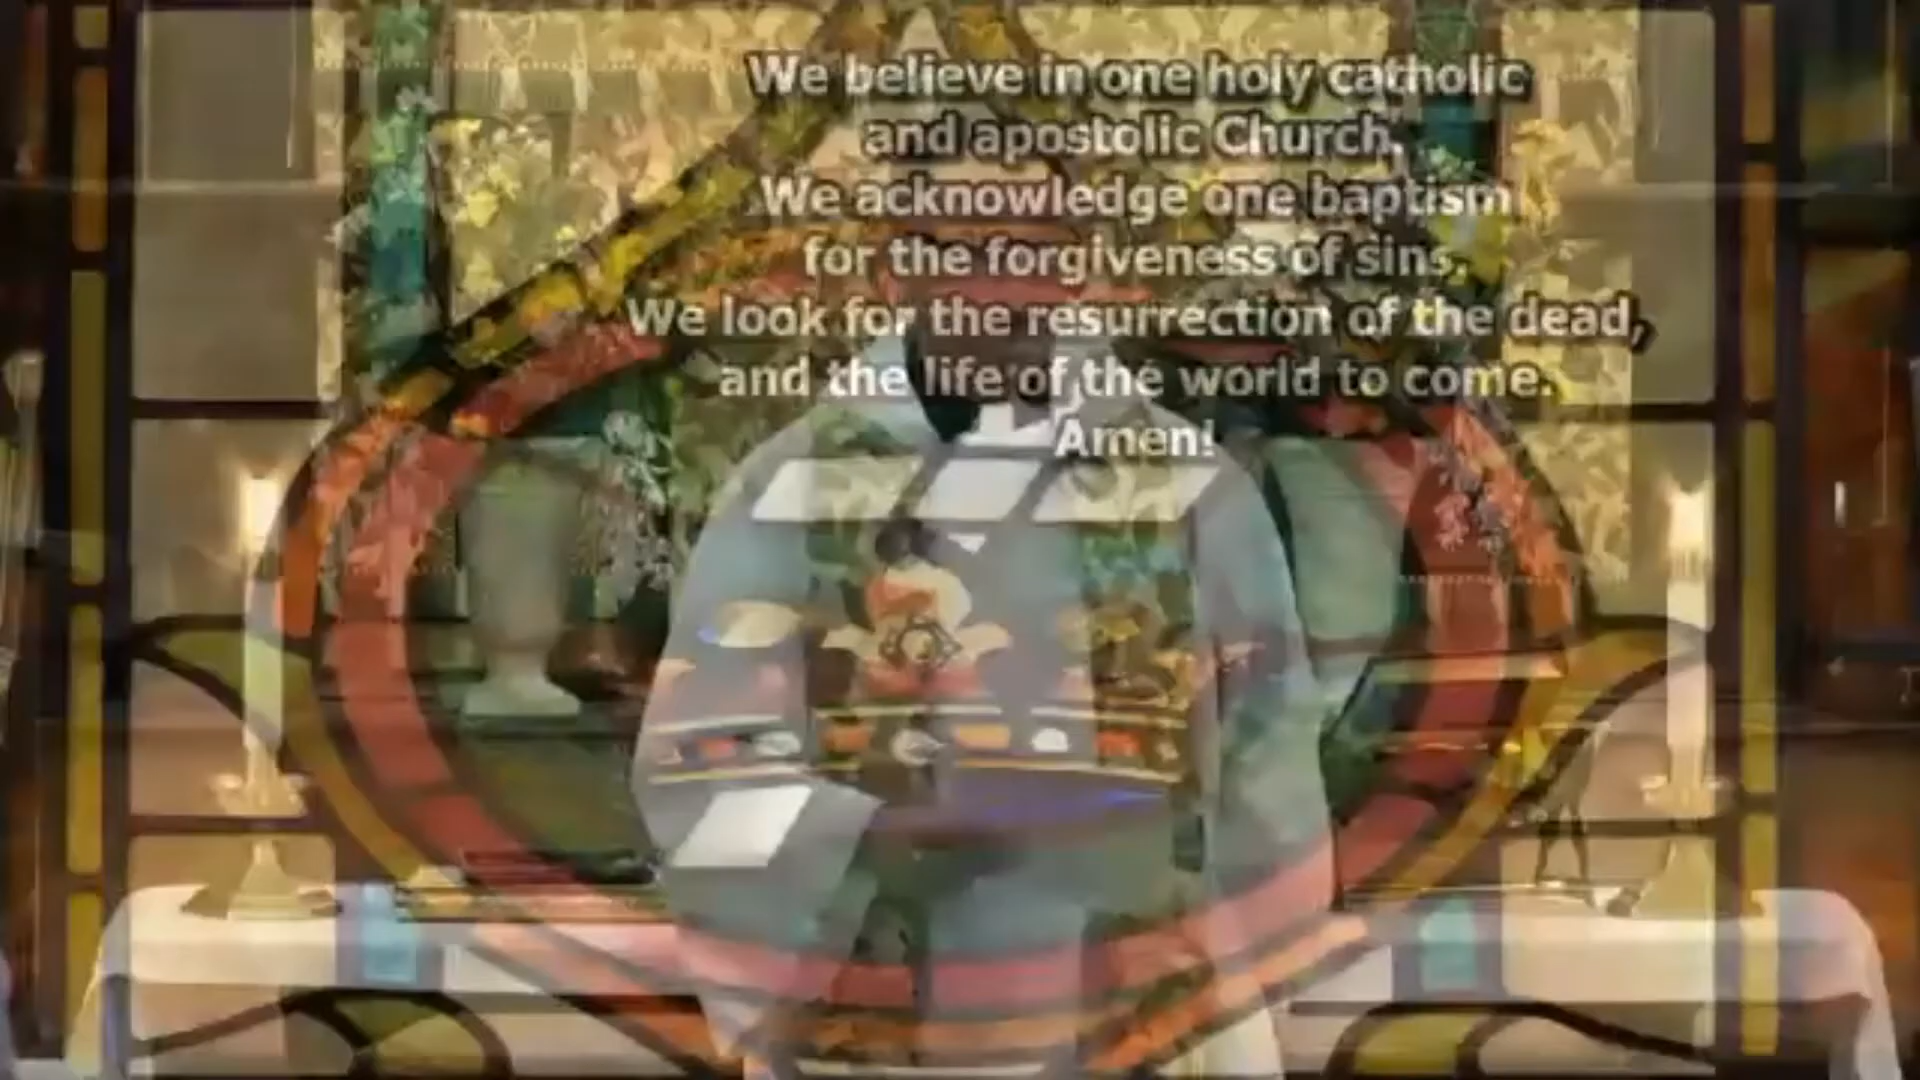 We believe in one holy catholic
and apostolic Church.
We acknowledge one baptism
for the forgiveness of sins.
We look for the resurrection of the dead,
and the life of the world to come.
Amen!